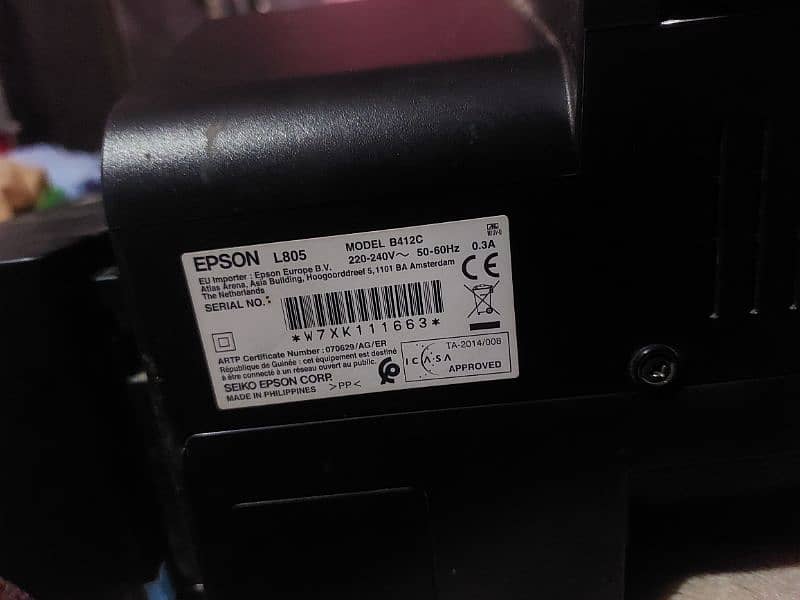 EPSON L805 MODEL B412C
220-240V～ 50-60Hz 0.3A
EU Importer : Epson Europe B.V.
Atlas Arena, Asia Building, Hoogoorddreef 5,1101 BA Amsterdam
The Netherlands
SERIAL NO.:
*W7XK111663*
ARTP Certificate Number : 070629/AG/ER
République de Guinée : cet équipement est destiné
à être connecté à un réseau ouvert au public.
SEIKO EPSON CORP.
MADE IN PHILIPPINES >PP<
CE
ICASA
TA-2014/008
APPROVED